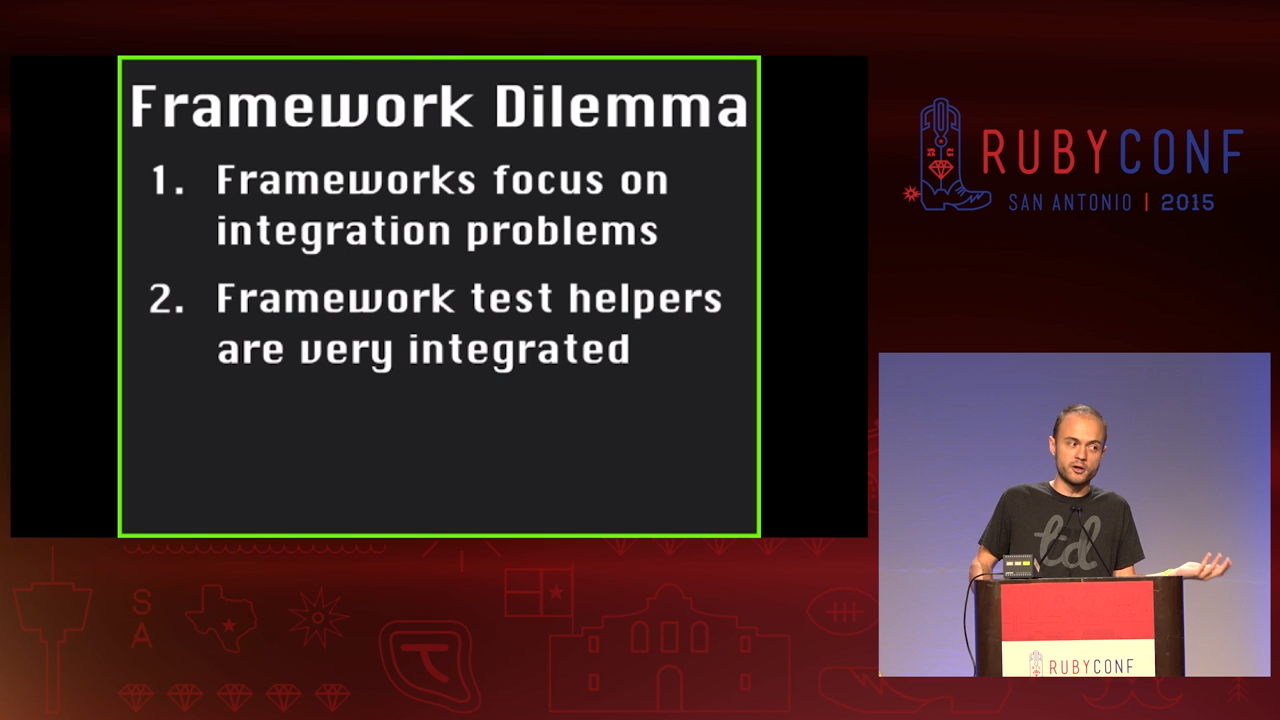 Framework Dilemma
1. Frameworks focus on
integration problems
2. Framework test helpers
are very integrated
RUBYCONF
SAN ANTONIO | 2015
td
RUBYCONF
S
A